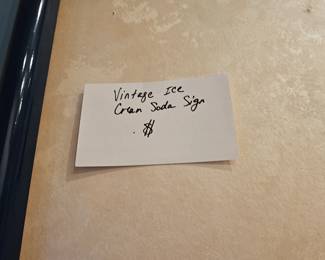 Vintage Ice
Cream Soda Sign
. $